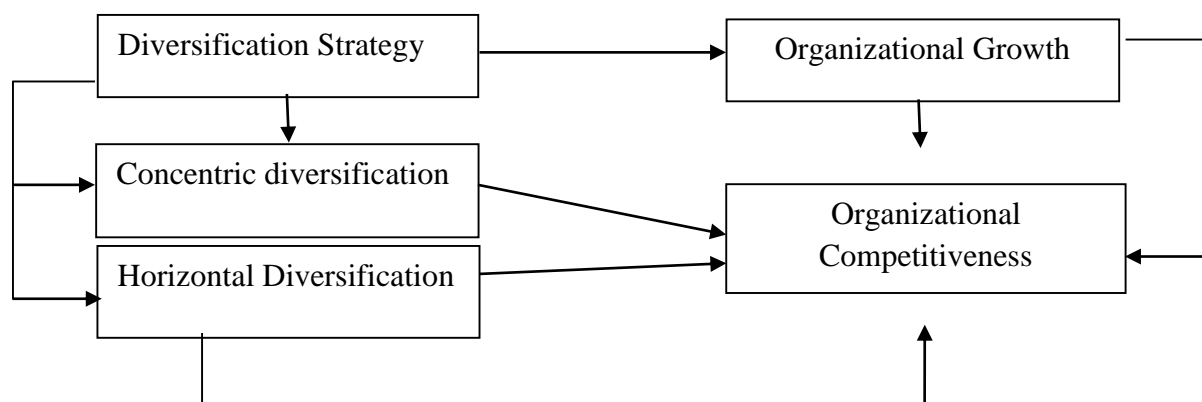 Diversification Strategy
Organizational Growth
Concentric diversification
Organizational
Competitiveness
Horizontal Diversification